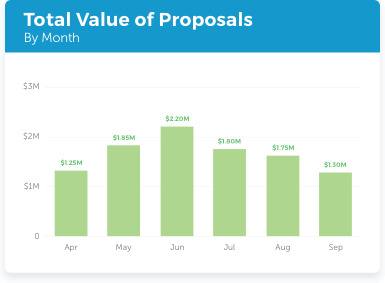 Total Value of Proposals
By Month
$3M
$2M
$1M
0
$1.25M
$1.85M
$2.20M
$1.80M
$1.75M
$1.30M
Apr May Jun Jul Aug Sep